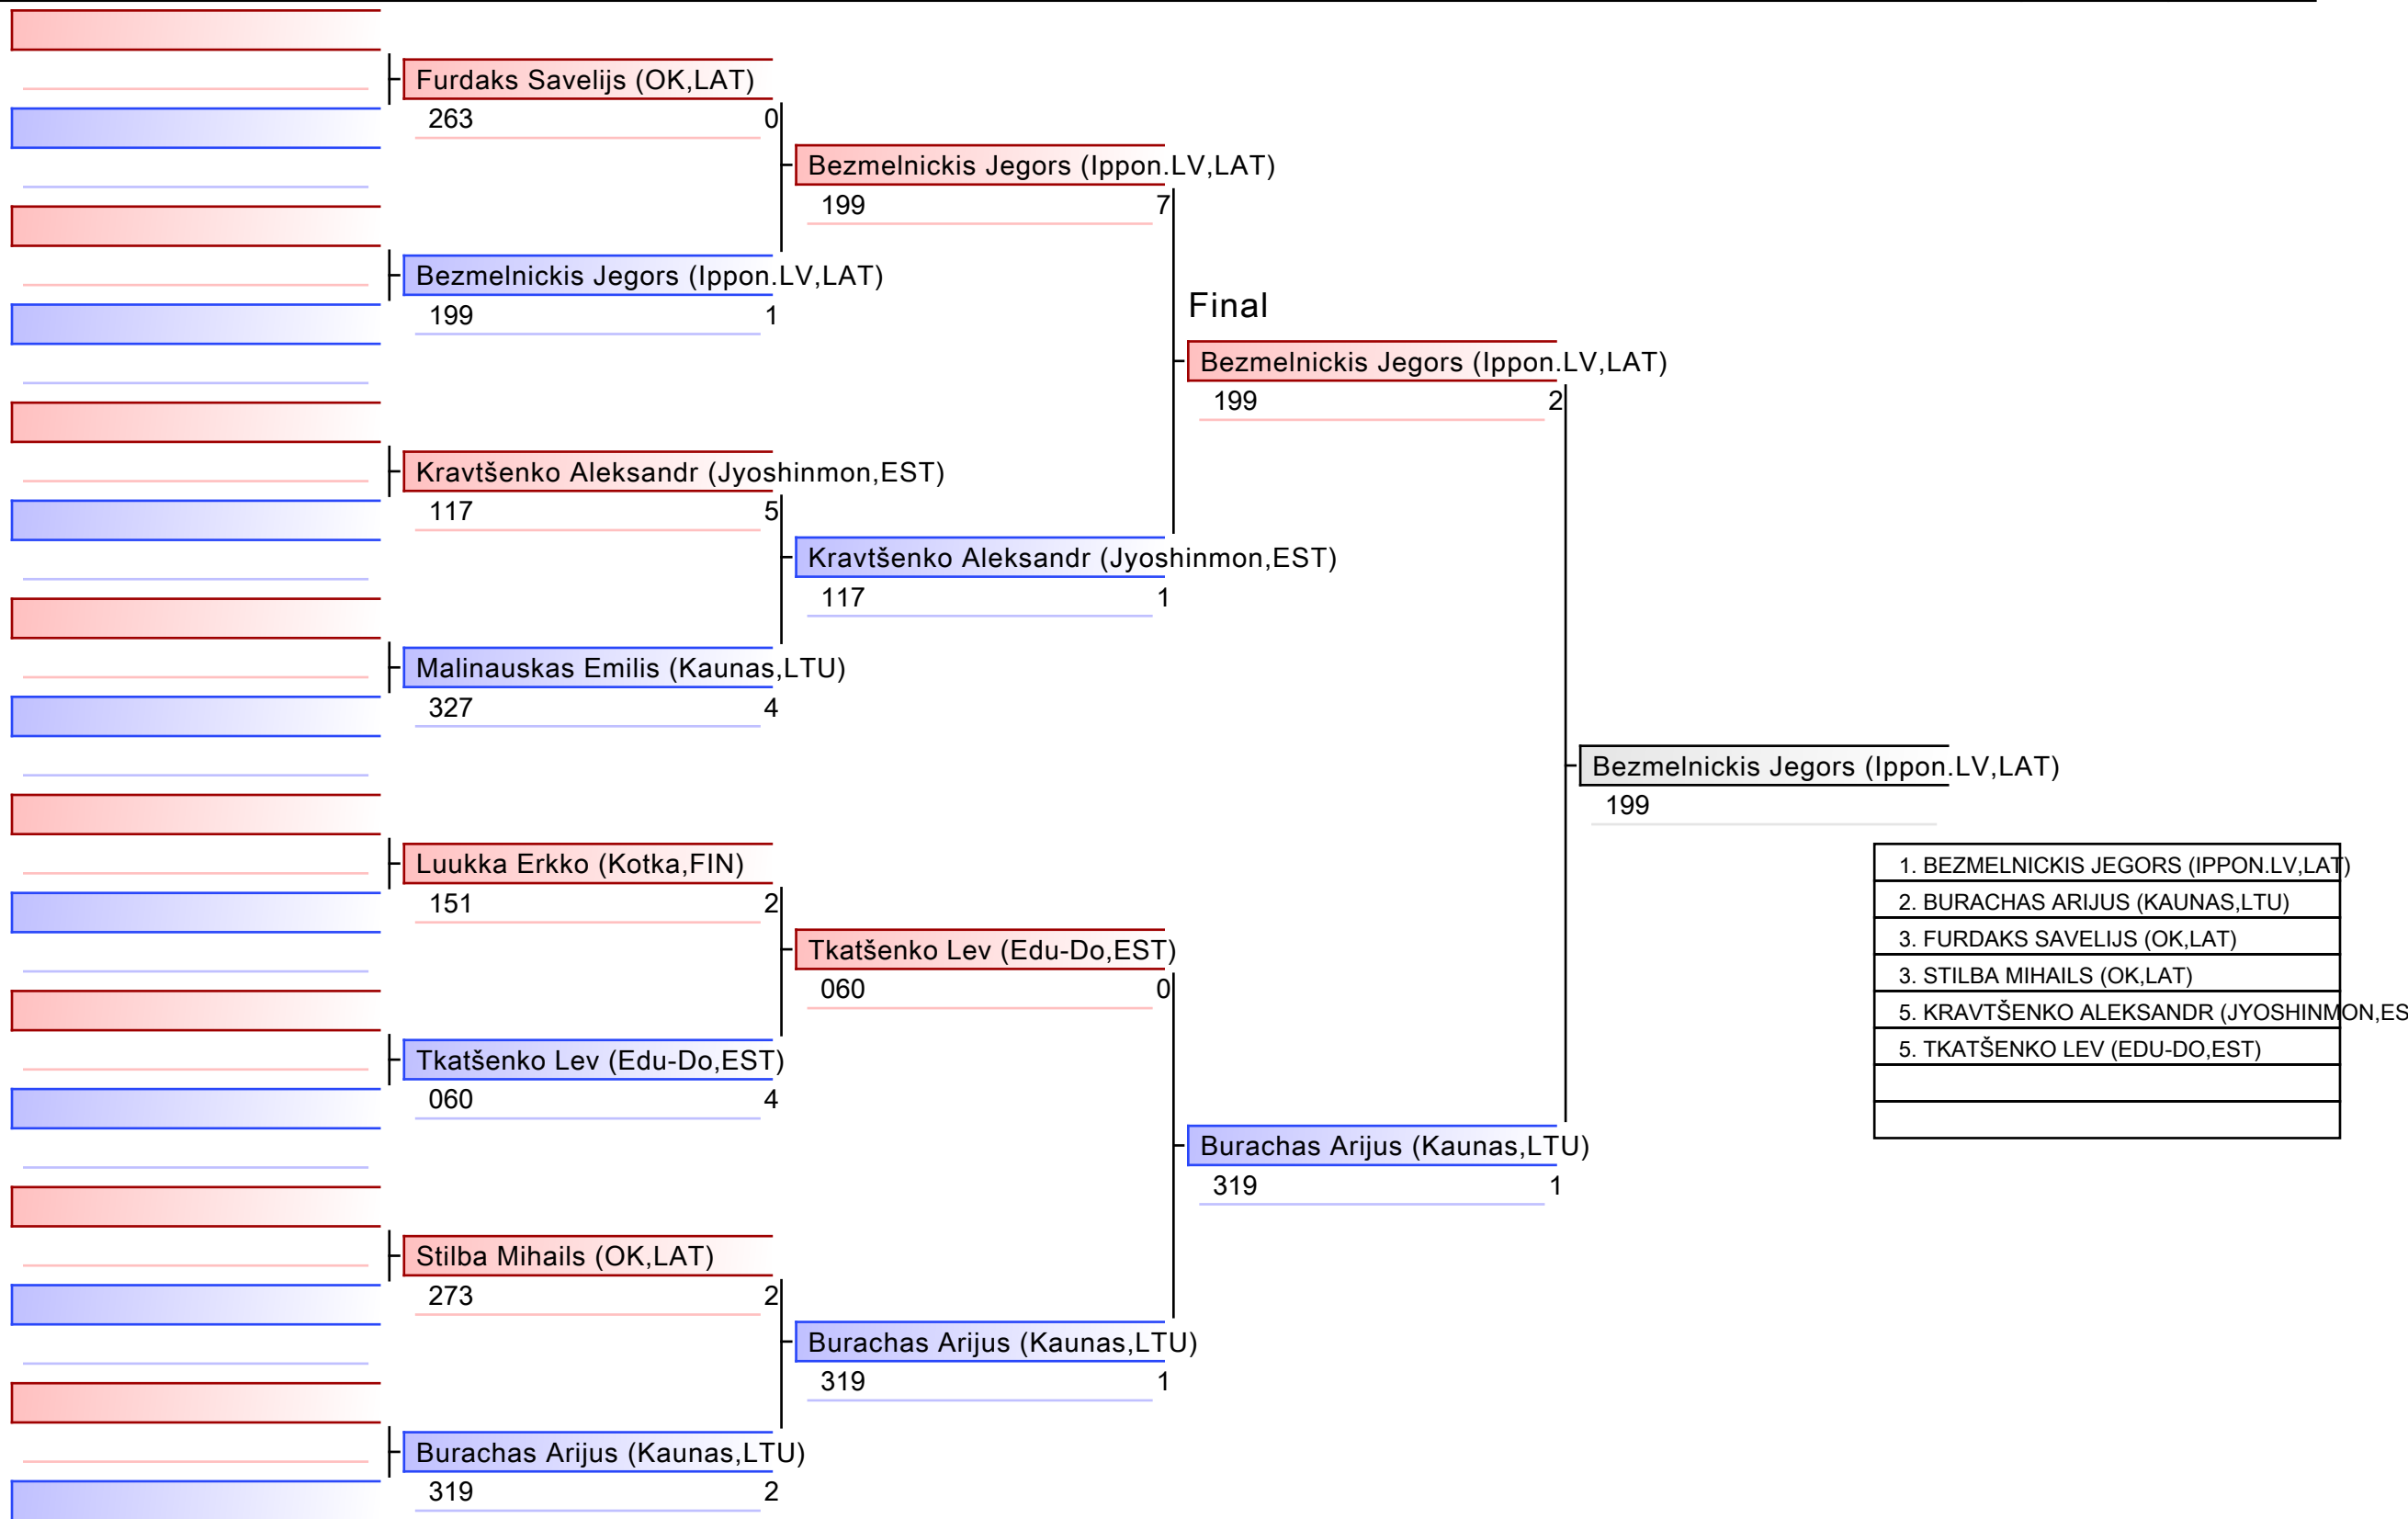 Furdaks Savelijs (OK,LAT)
263 0
Bezmelnickis Jegors (Ippon.LV,LAT)
199 7
Bezmelnickis Jegors (Ippon.LV,LAT)
199 1
Final
Bezmelnickis Jegors (Ippon.LV,LAT)
199 2
Kravtšenko Aleksandr (Jyoshinmon,EST)
117 5
Kravtšenko Aleksandr (Jyoshinmon,EST)
117 1
Malinauskas Emilis (Kaunas,LTU)
327 4
Bezmelnickis Jegors (Ippon.LV,LAT)
199
Luukka Erkko (Kotka,FIN)
151 2
Tkatšenko Lev (Edu-Do,EST)
060 0
Tkatšenko Lev (Edu-Do,EST)
060 4
Burachas Arijus (Kaunas,LTU)
319 1
Stilba Mihails (OK,LAT)
273 2
Burachas Arijus (Kaunas,LTU)
319 1
Burachas Arijus (Kaunas,LTU)
319 2
1. BEZMELNICKIS JEGORS (IPPON.LV,LAT)
2. BURACHAS ARIJUS (KAUNAS,LTU)
3. FURDAKS SAVELIJS (OK,LAT)
3. STILBA MIHAILS (OK,LAT)
5. KRAVTŠENKO ALEKSANDR (JYOSHINMON,ES
5. TKATŠENKO LEV (EDU-DO,EST)